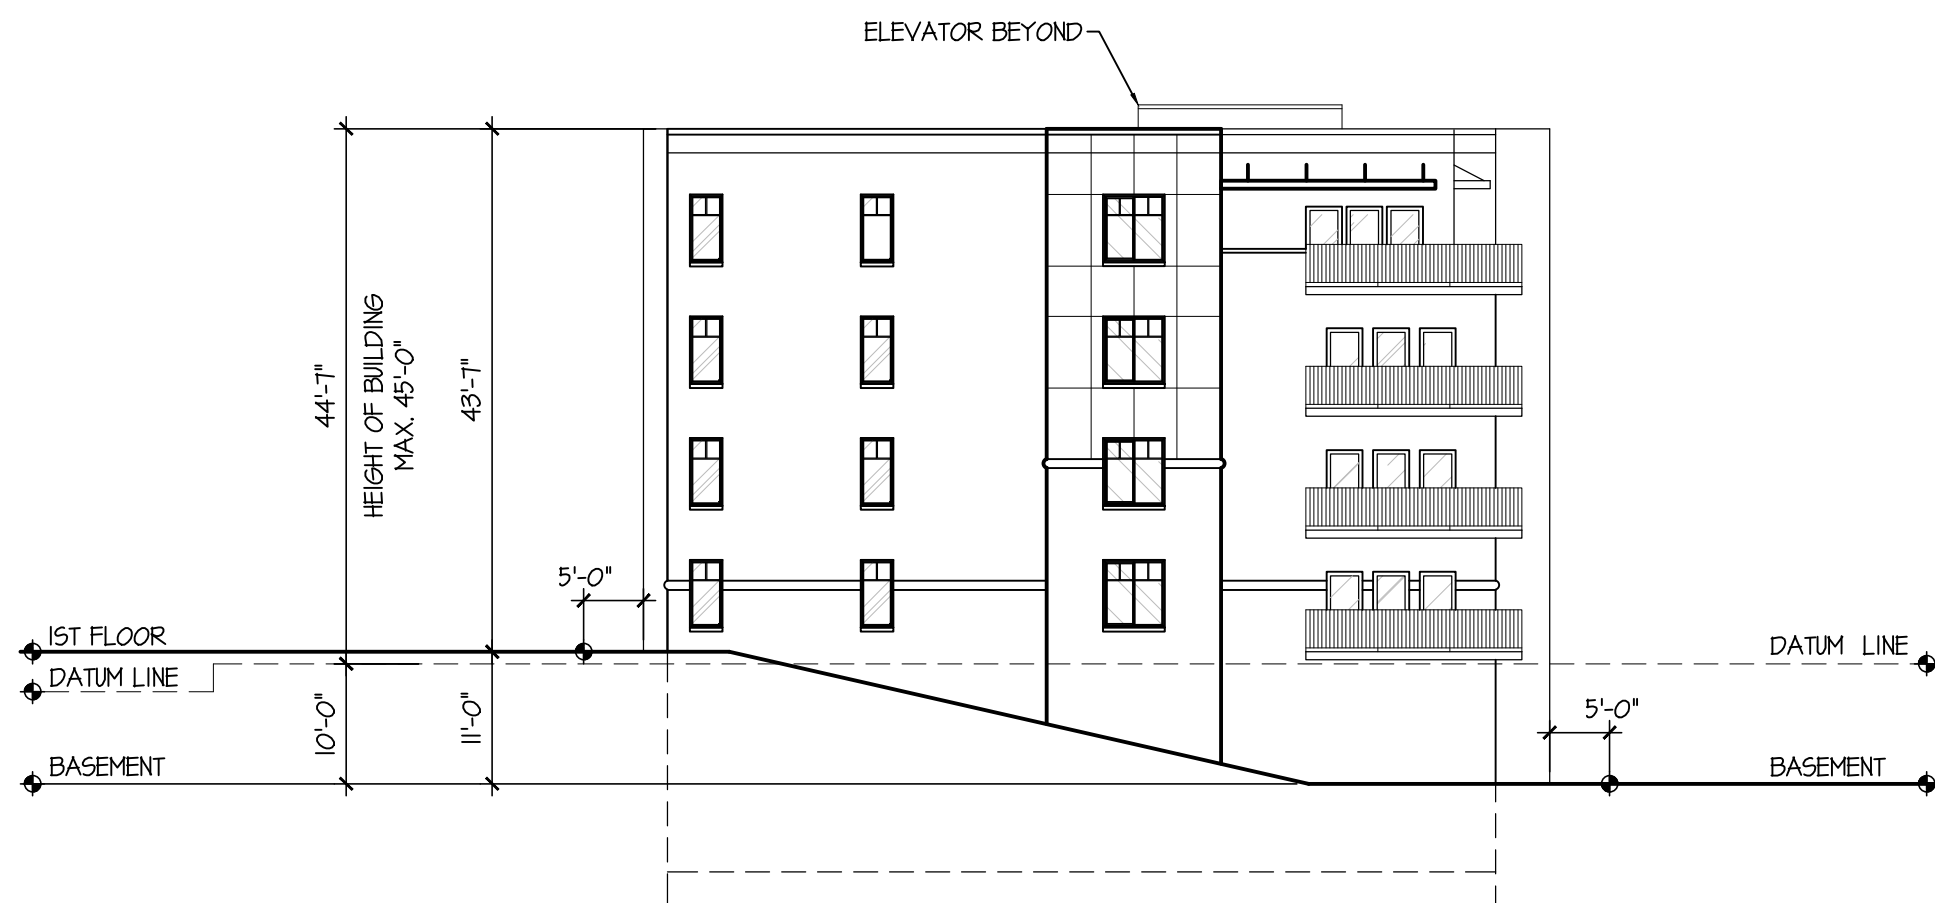 ELEVATOR BEYOND
44'-7"
HEIGHT OF BUILDING
MAX. 45'-0"
43'-7"
5'-0"
1ST FLOOR
DATUM LINE
DATUM LINE
10'-0"
11'-0"
5'-0"
BASEMENT
BASEMENT